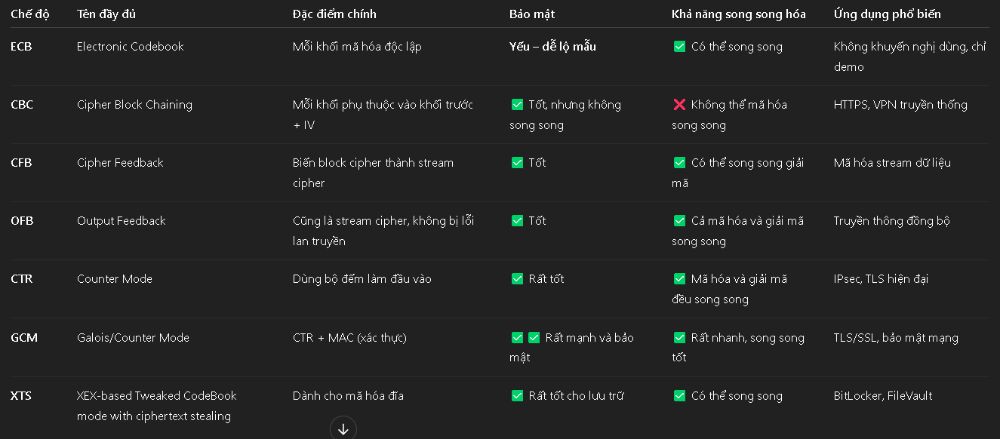 Chế độ Tên đầy đủ Đặc điểm chính Bảo mật Khả năng song song hóa Ứng dụng phổ biến
ECB Electronic Codebook Mỗi khối mã hóa độc lập Yếu – dễ lộ mẫu ✅ Có thể song song Không khuyến nghị dùng, chỉ
demo
CBC Cipher Block Chaining Mỗi khối phụ thuộc vào khối trước ✅ Tốt, nhưng không ❌ Không thể mã hóa HTTPS, VPN truyền thống
+ IV song song song song
CFB Cipher Feedback Biến block cipher thành stream ✅ Tốt ✅ Có thể song song giải Mã hóa stream dữ liệu
cipher mã
OFB Output Feedback Cũng là stream cipher, không bị lỗi ✅ Tốt ✅ Cả mã hóa và giải mã Truyền thông đồng bộ
lan truyền song song
CTR Counter Mode Dùng bộ đếm làm đầu vào ✅ Rất tốt ✅ Mã hóa và giải mã IPsec, TLS hiện đại
đều song song
GCM Galois/Counter Mode CTR + MAC (xác thực) ✅ ✅ Rất mạnh và bảo ✅ Rất nhanh, song song TLS/SSL, bảo mật mạng
mật tốt
XTS XEX-based Tweaked CodeBook Dành cho mã hóa đĩa ✅ Rất tốt cho lưu trữ ✅ Có thể song song BitLocker, FileVault
mode with ciphertext stealing